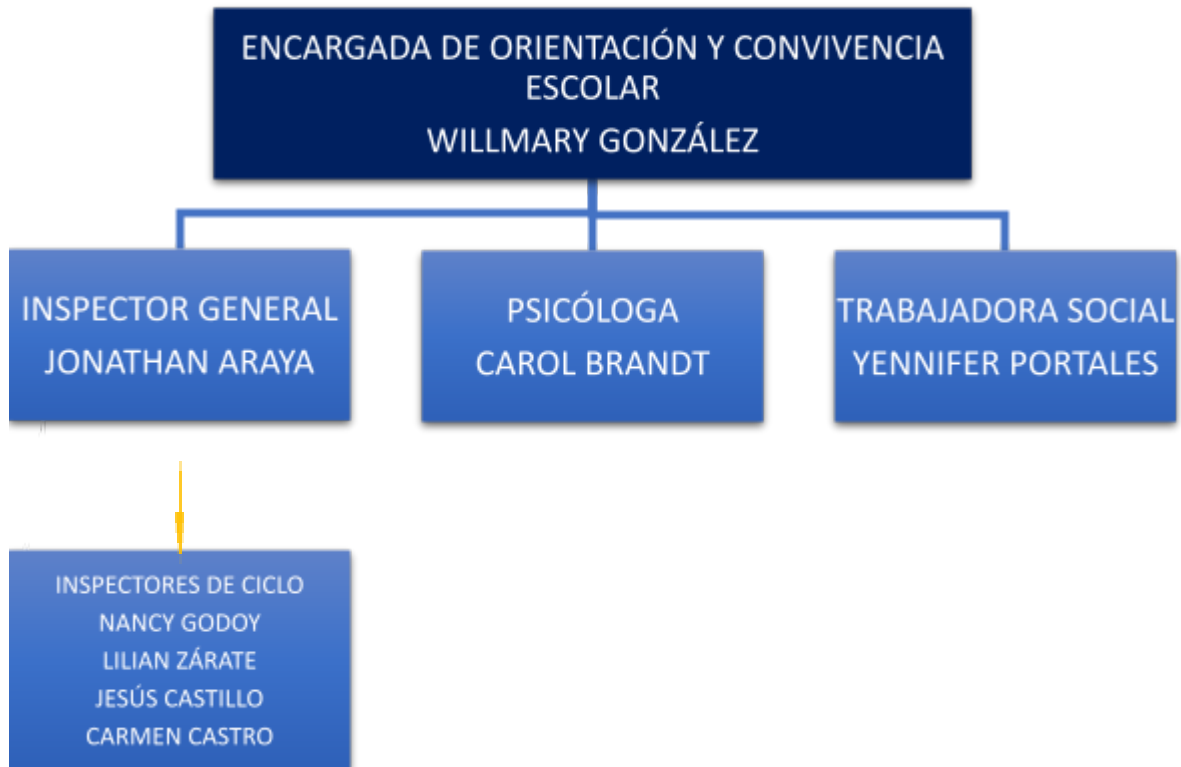 ENCARGADA DE ORIENTACIÓN Y CONVIVENCIA
ESCOLAR
WILLMARY GONZÁLEZ
INSPECTOR GENERAL
JONATHAN ARAYA
PSICÓLOGA
CAROL BRANDT
TRABAJADORA SOCIAL
YENNIFER PORTALES
INSPECTORES DE CICLO
NANCY GODOY
LILIAN ZÁRATE
JESÚS CASTILLO
CARMEN CASTRO